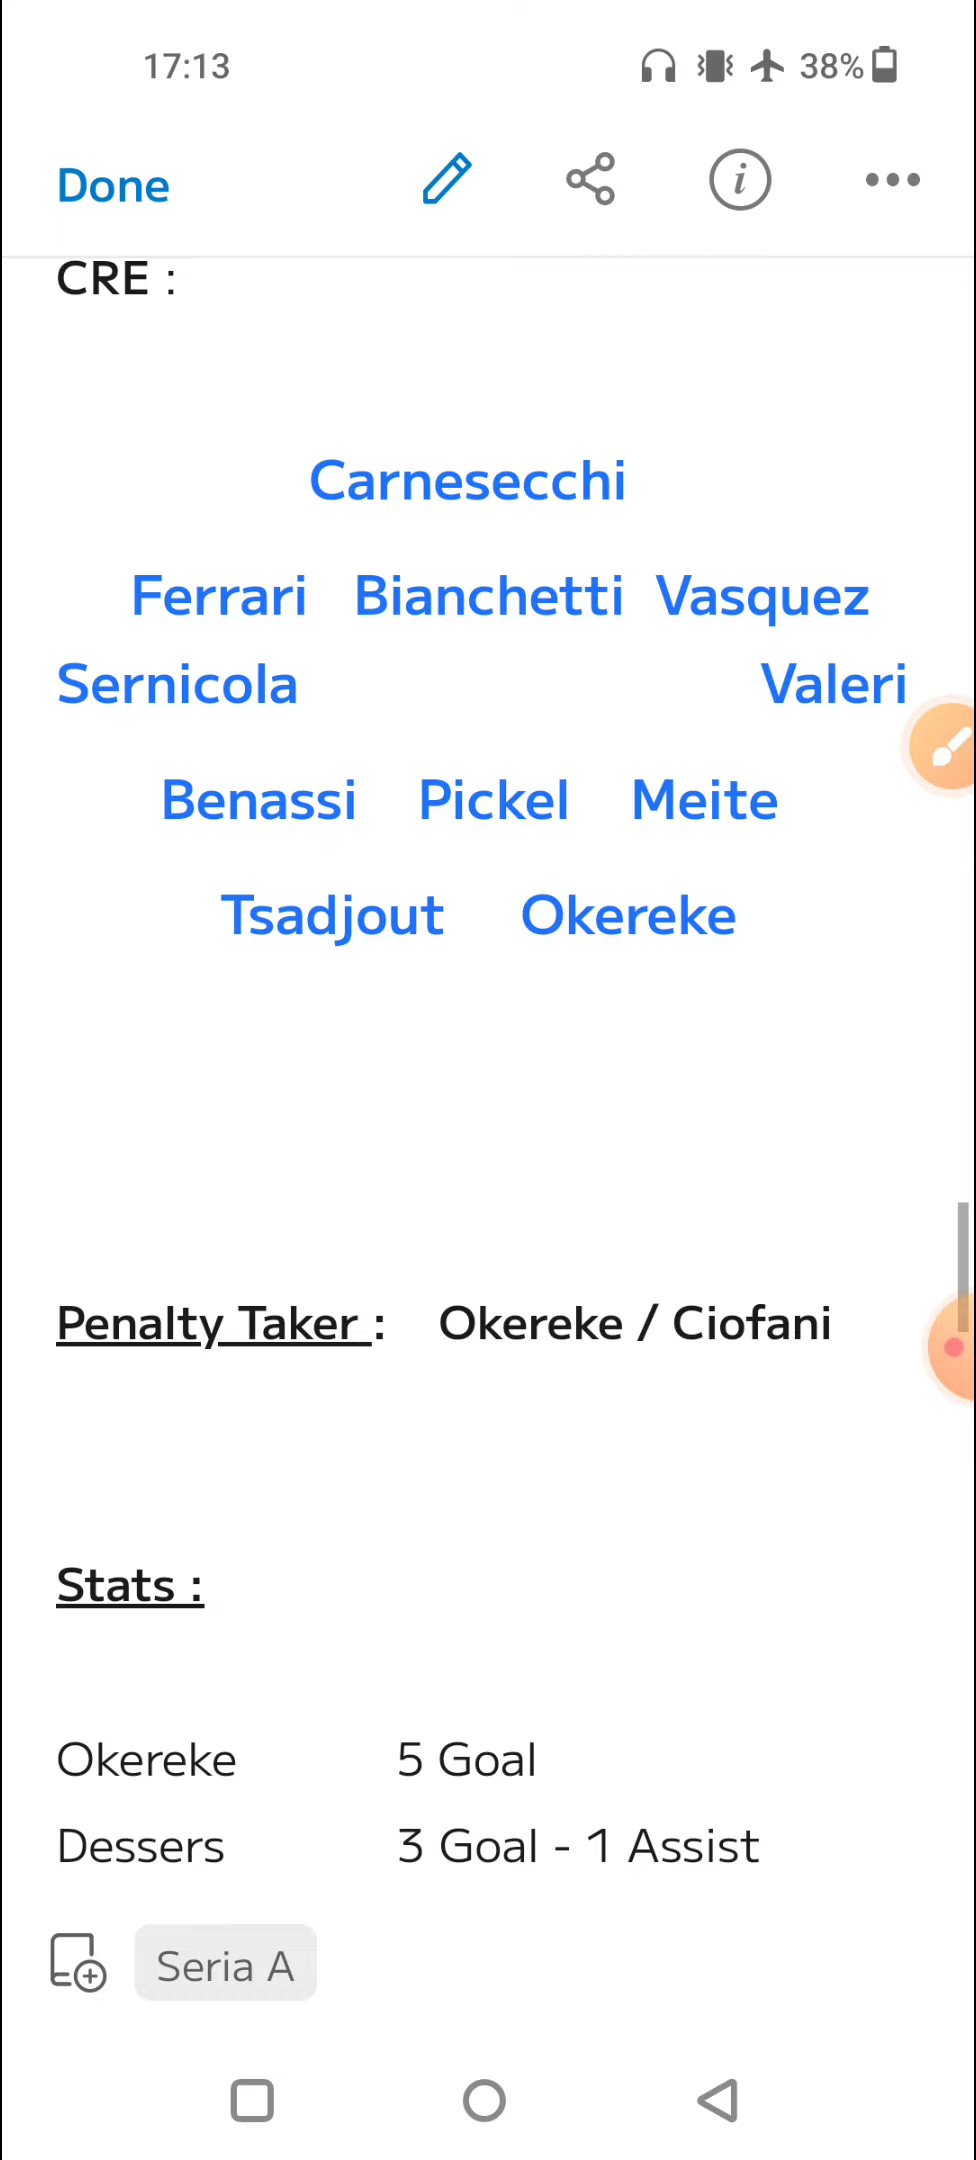 17:13 38%
Done
CRE :
Carnesecchi
Ferrari Bianchetti Vasquez
Sernicola Valeri
Benassi Pickel Meite
Tsadjout Okereke
Penalty Taker : Okereke / Ciofani
Stats :
Okereke 5 Goal
Dessers 3 Goal - 1 Assist
Seria A